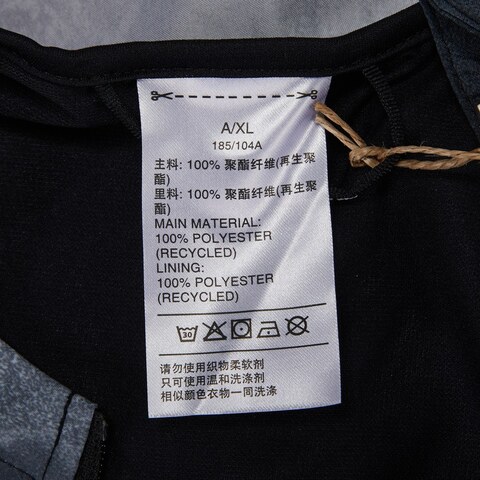 A/XL
185/104A
主料: 100% 聚酯纤维(再生聚
酯)
里料: 100% 聚酯纤维(再生聚
酯)
MAIN MATERIAL:
100% POLYESTER
(RECYCLED)
LINING:
100% POLYESTER
(RECYCLED)
30
请勿使用织物柔软剂
只可使用温和洗涤剂
相似颜色衣物一同洗涤